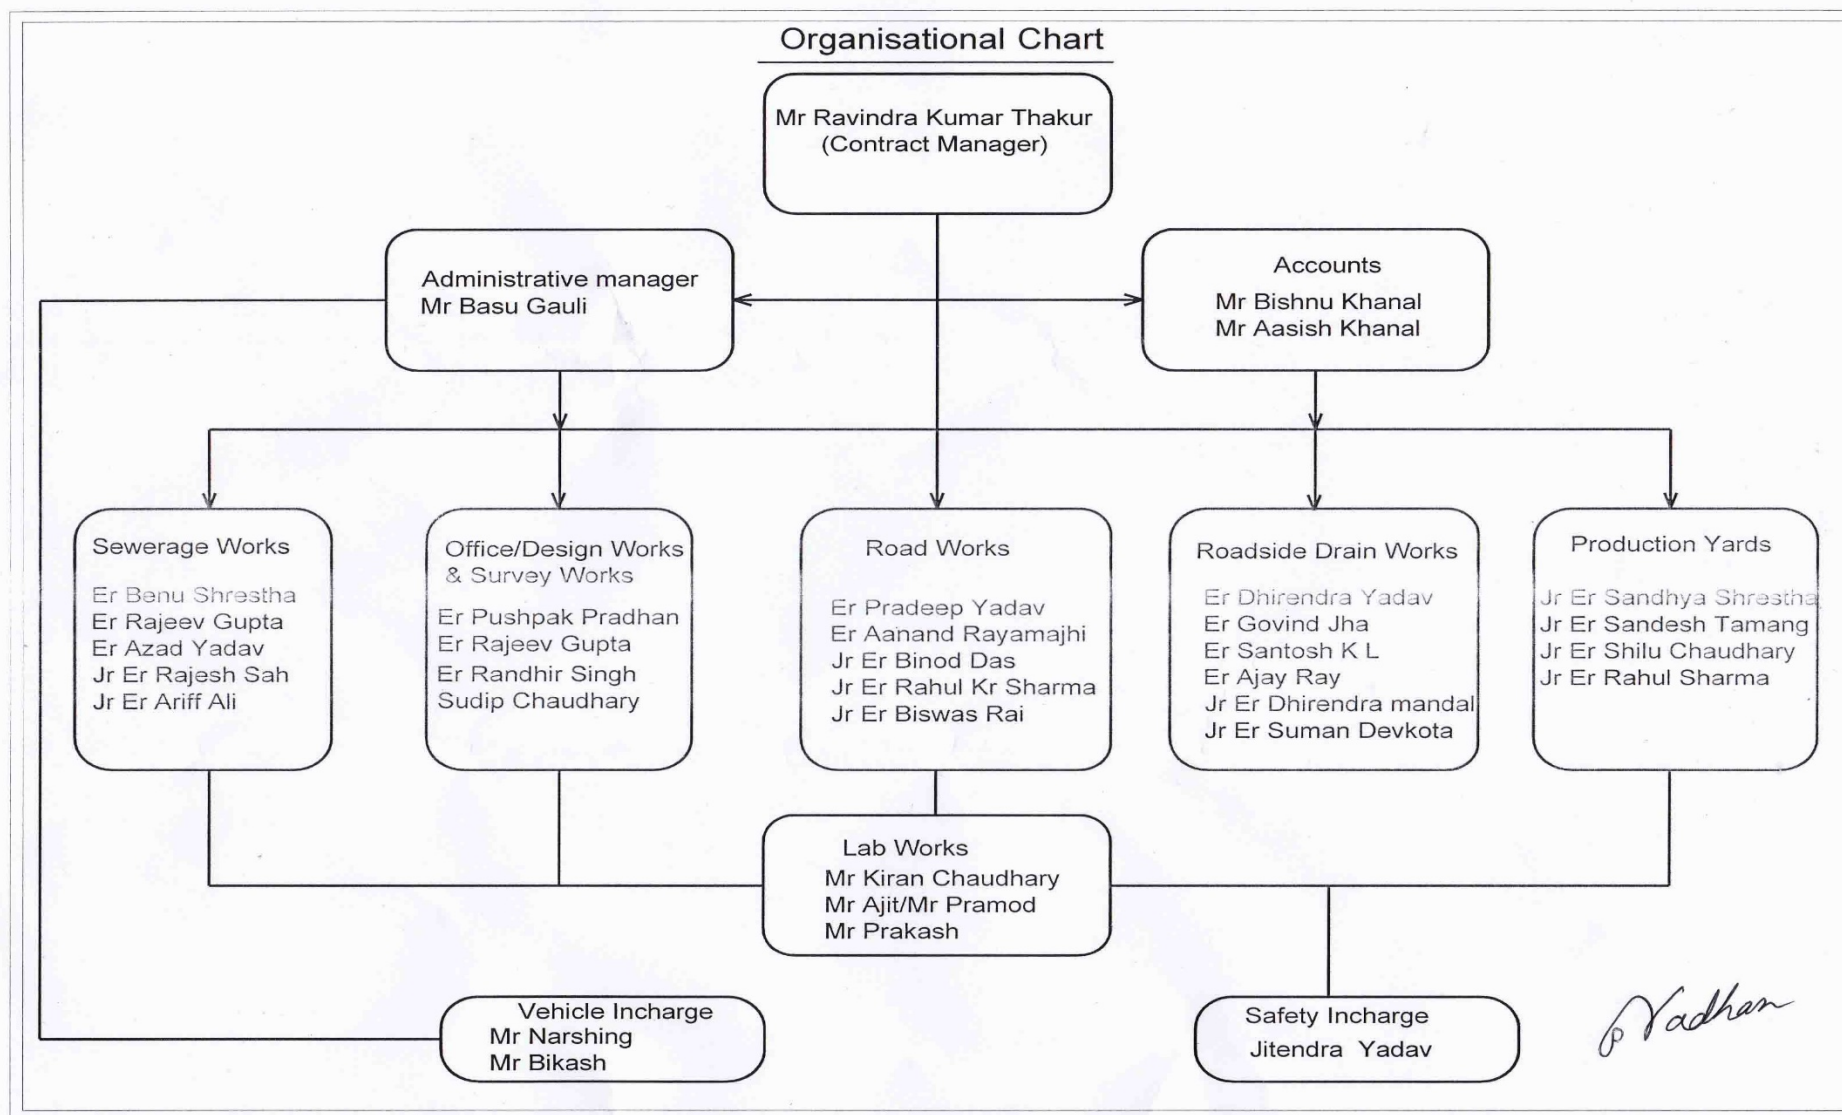 Organisational Chart
Mr Ravindra Kumar Thakur
(Contract Manager)
Administrative manager
Mr Basu Gauli
Accounts
Mr Bishnu Khanal
Mr Aasish Khanal
Sewerage Works
Er Benu Shrestha
Er Rajeev Gupta
Er Azad Yadav
Jr Er Rajesh Sah
Jr Er Ariff Ali
Office/Design Works
& Survey Works
Er Pushpak Pradhan
Er Rajeev Gupta
Er Randhir Singh
Sudip Chaudhary
Road Works
Er Pradeep Yadav
Er Aanand Rayamajhi
Jr Er Binod Das
Jr Er Rahul Kr Sharma
Jr Er Biswas Rai
Roadside Drain Works
Er Dhirendra Yadav
Er Govind Jha
Er Santosh K L
Er Ajay Ray
Jr Er Dhirendra mandal
Jr Er Suman Devkota
Production Yards
Jr Er Sandhya Shrestha
Jr Er Sandesh Tamang
Jr Er Shilu Chaudhary
Jr Er Rahul Sharma
Lab Works
Mr Kiran Chaudhary
Mr Ajit/Mr Pramod
Mr Prakash
Vehicle Incharge
Mr Narshing
Mr Bikash
Safety Incharge
Jitendra Yadav